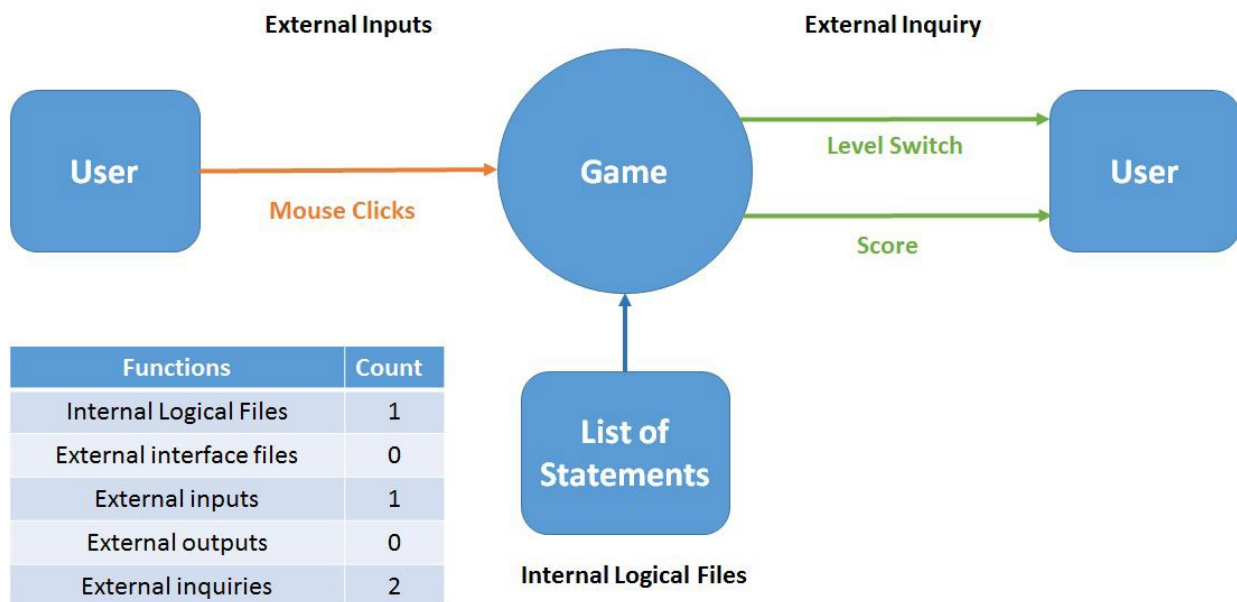 External Inputs
External Inquiry
User
Mouse Clicks
Game
Level Switch
Score
User
List of
Statements
Internal Logical Files
Functions Count
Internal Logical Files 1
External interface files 0
External inputs 1
External outputs 0
External inquiries 2